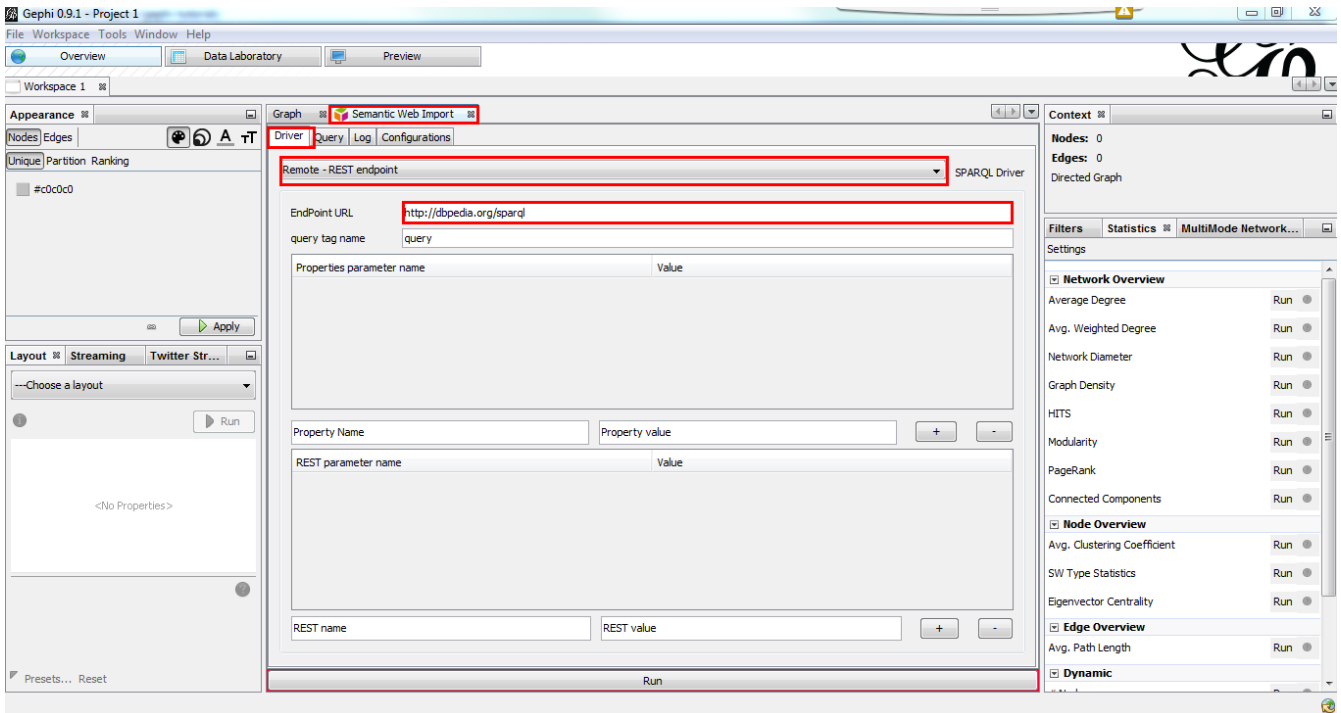 Gephi 0.9.1 - Project 1
File Workspace Tools Window Help
Overview Data Laboratory Preview
Workspace 1
Appearance
Nodes Edges
Unique Partition Ranking
#c0c0c0
Apply
Layout Streaming Twitter Str...
---Choose a layout
Run
<No Properties>
Presets... Reset
Graph Semantic Web Import
Driver Query Log Configurations
Remote - REST endpoint SPARQL Driver
EndPoint URL http://dbpedia.org/sparql
query tag name query
Properties parameter name Value
Property Name Property value + -
REST parameter name Value
REST name REST value + -
Run
Context
Nodes: 0
Edges: 0
Directed Graph
Filters Statistics MultiMode Network...
Settings
Network Overview
Average Degree Run
Avg. Weighted Degree Run
Network Diameter Run
Graph Density Run
HITS Run
Modularity Run
PageRank Run
Connected Components Run
Node Overview
Avg. Clustering Coefficient Run
SW Type Statistics Run
Eigenvector Centrality Run
Edge Overview
Avg. Path Length Run
Dynamic